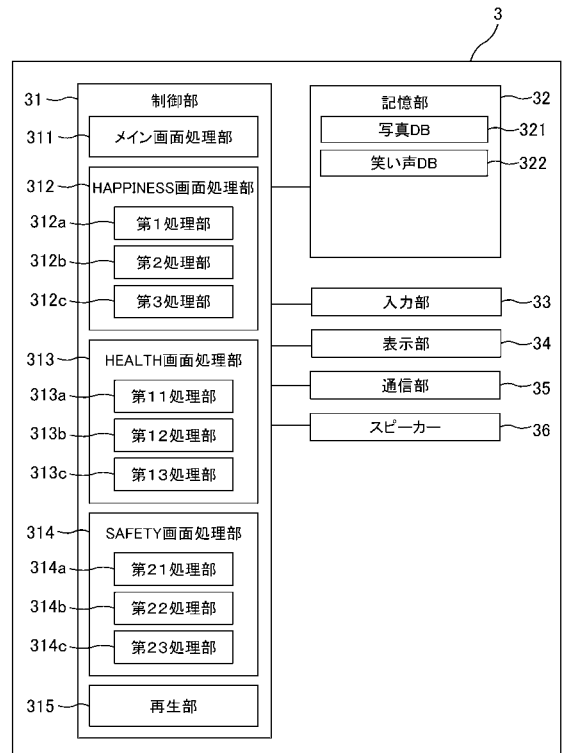 3
31
制御部
311
メイン画面処理部
312
HAPPINESS画面処理部
312a
第1処理部
312b
第2処理部
312c
第3処理部
313
HEALTH画面処理部
313a
第11処理部
313b
第12処理部
313c
第13処理部
314
SAFETY画面処理部
314a
第21処理部
314b
第22処理部
314c
第23処理部
315
再生部
記憶部
32
写真DB
321
笑い声DB
322
入力部
33
表示部
34
通信部
35
スピーカー
36